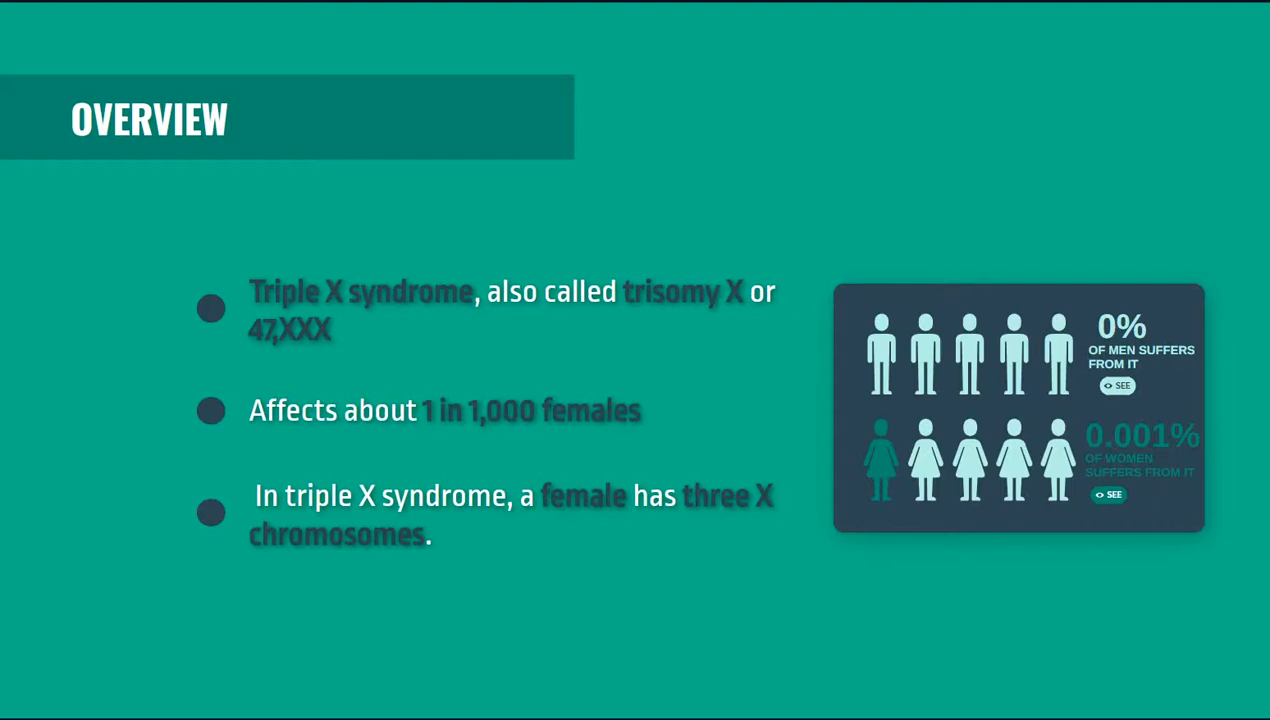 OVERVIEW
Triple X syndrome, also called trisomy X or
47,XXX
Affects about 1 in 1,000 females
In triple X syndrome, a female has three X
chromosomes.
0%
OF MEN SUFFERS
FROM IT
SEE
0.001%
OF WOMEN
SUFFERS FROM IT
SEE